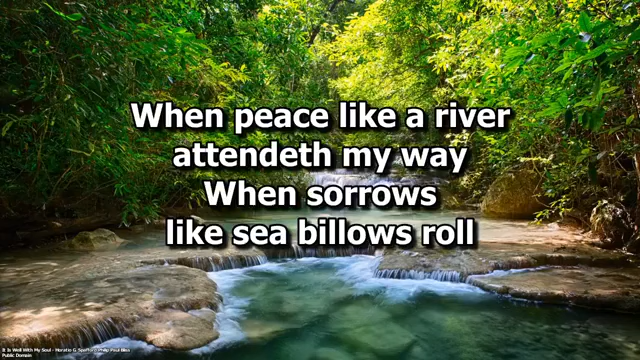 When peace like a river
attendeth my way
When sorrows
like sea billows roll
It Is Well With My Soul - Horatio G. Spafford Philip Paul Bliss
Public Domain